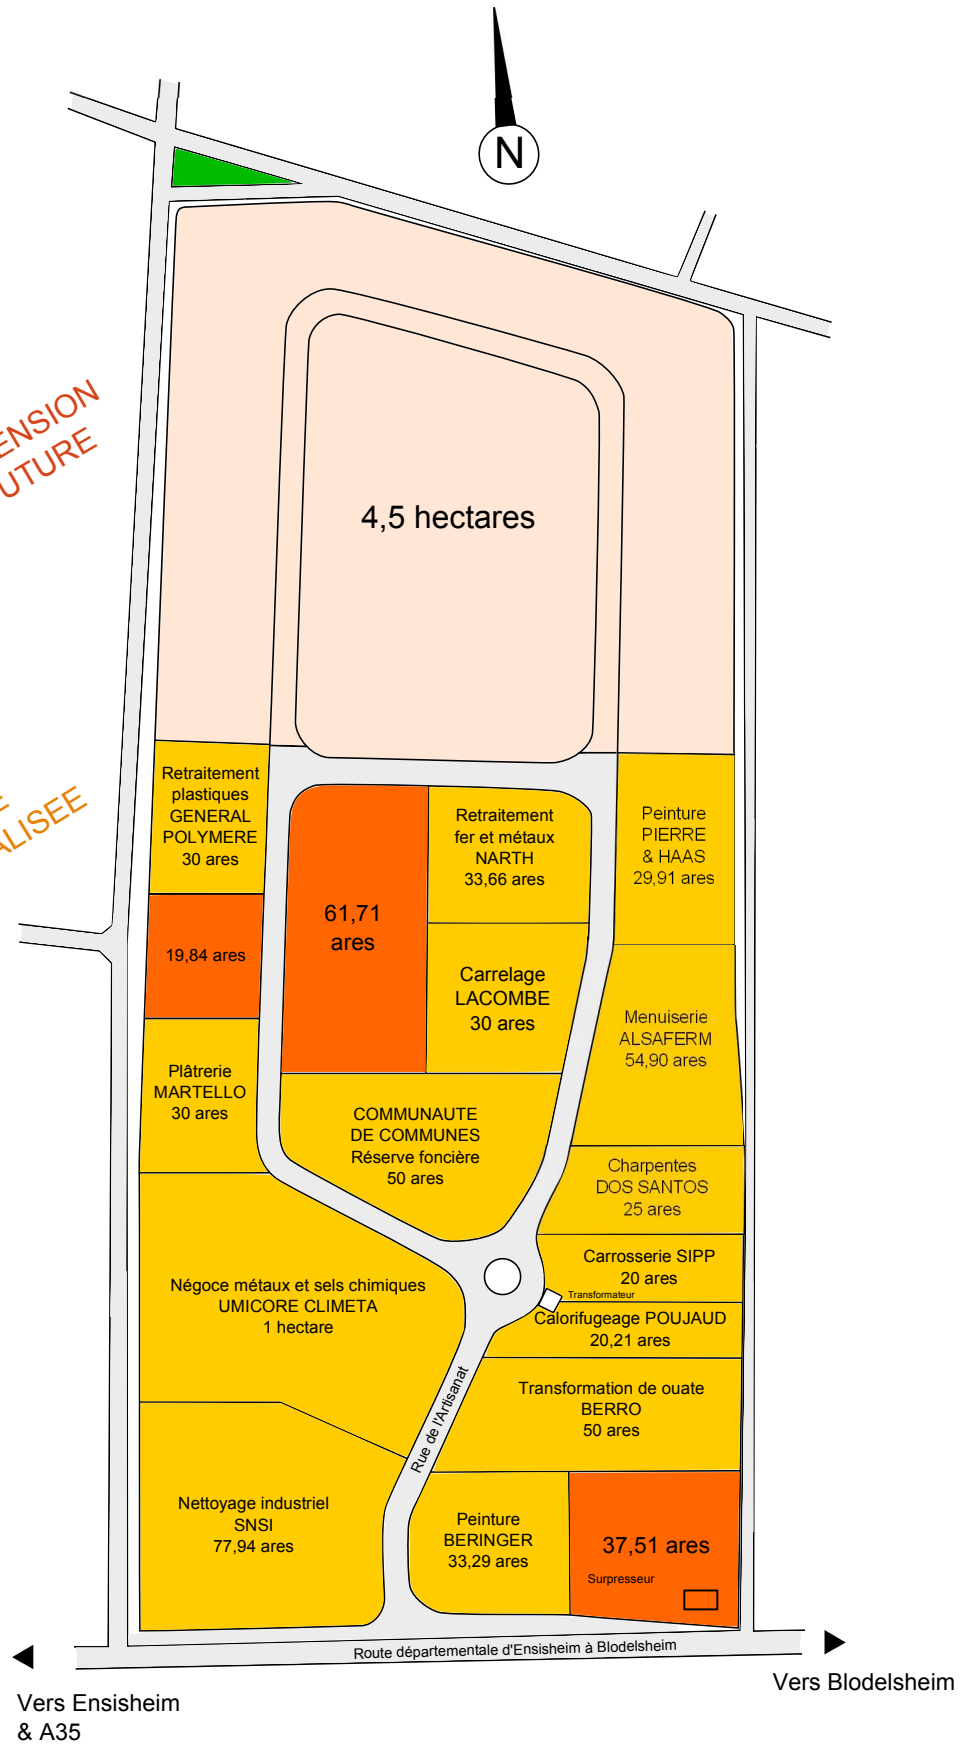 N
ENSION
UTURE
4,5 hectares
ALISEE
Retraitement
plastiques
GENERAL
POLYMERE
30 ares
61,71
ares
Retraitement
fer et métaux
NARTH
33,66 ares
Peinture
PIERRE
& HAAS
29,91 ares
19,84 ares
Carrelage
LACOMBE
30 ares
Menuiserie
ALSAFERM
54,90 ares
Plâtrerie
MARTELLO
30 ares
COMMUNAUTE
DE COMMUNES
Réserve foncière
50 ares
Charpentes
DOS SANTOS
25 ares
Carrosserie SIPP
20 ares
Transformateur
Négoce métaux et sels chimiques
UMICORE CLIMETA
1 hectare
Calorifugeage POUJAUD
20,21 ares
Transformation de ouate
BERRO
50 ares
Rue de l'Artisanat
Nettoyage industriel
SNSI
77,94 ares
Peinture
BERINGER
33,29 ares
37,51 ares
Surpresseur
Route départementale d'Ensisheim à Blodelsheim
Vers Blodelsheim
Vers Ensisheim
& A35